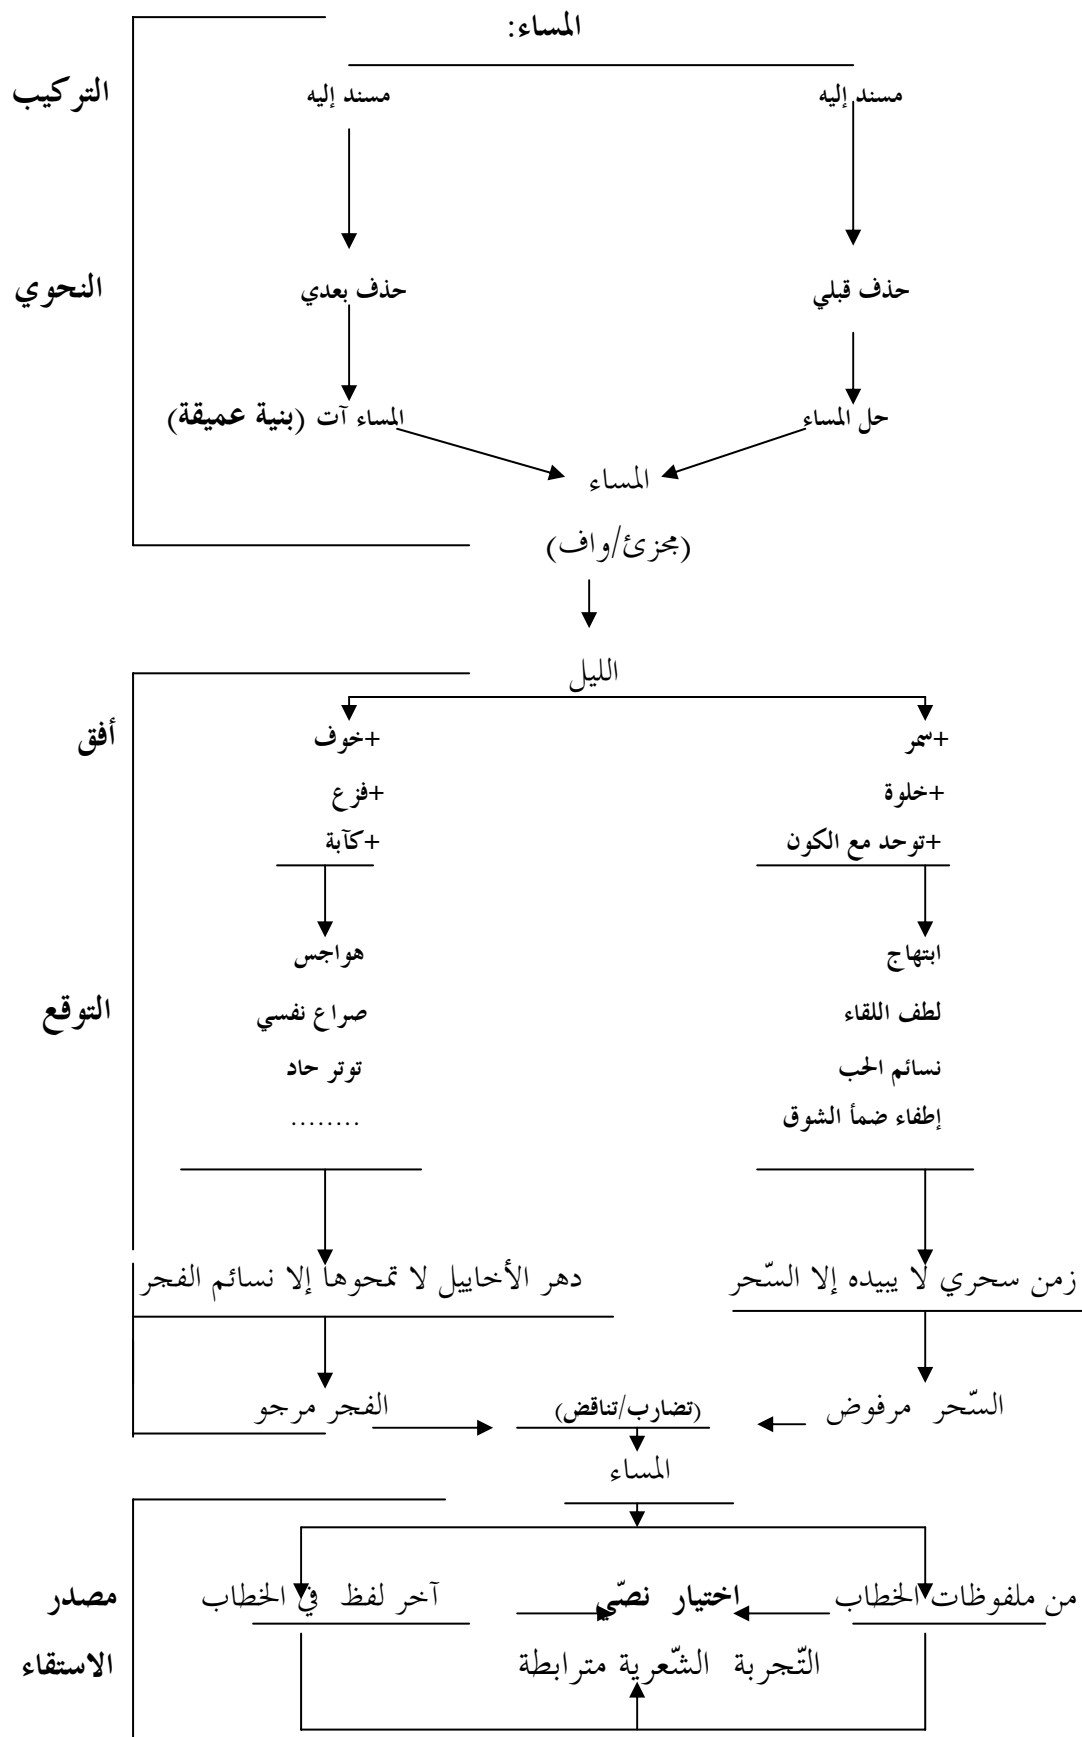 المساء:
التركيب
مسند إليه
مسند إليه
النحوي
حذف قبلي
حذف بعدي
حل المساء
المساء آت (بنية عميقة)
المساء
(مجزئ/واف)
الليل
أفق
+سمر
+خوف
+خلوة
+فزع
+توحد مع الكون
+كآبة
ابتهاج
هواجس
التوقع
لطف اللقاء
صراع نفسي
نسائم الحب
توتر حاد
إطفاء ضمأ الشوق
........
زمن سحري لا يبيده إلا السّحر
دهر الأخاييل لا تمحوها إلا نسائم الفجر
السّحر مرفوض
(تضارب/تناقض)
الفجر مرجو
المساء
مصدر
من ملفوظات الخطاب
اختيار نصّي
آخر لفظ في الخطاب
الاستقاء
التّجربة الشّعرية مترابطة